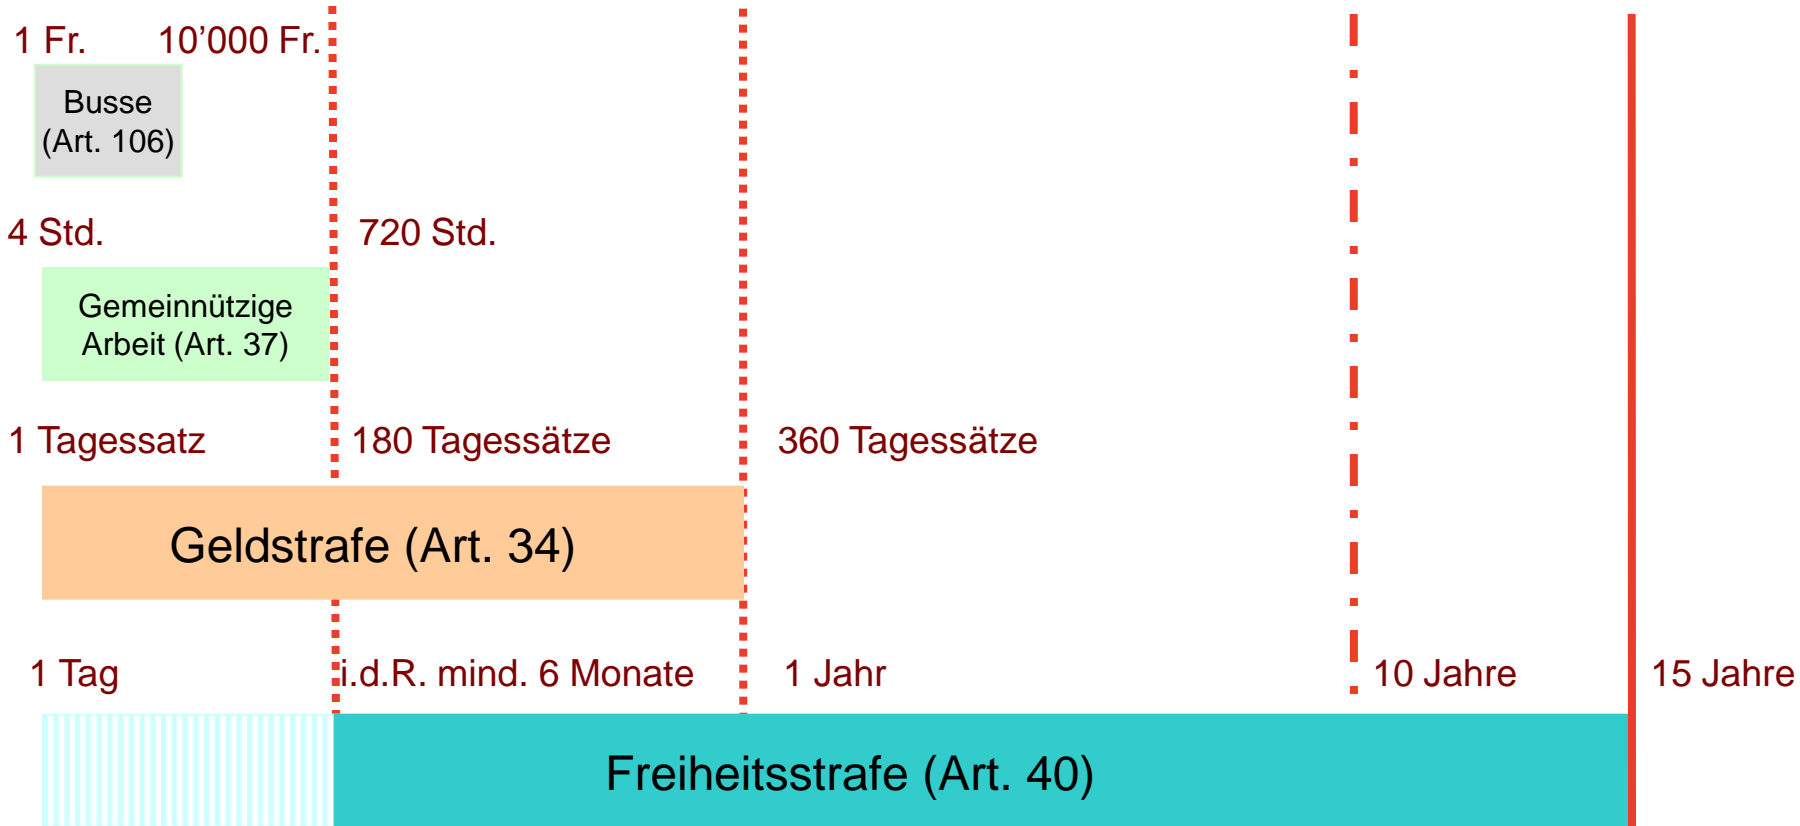 1 Fr.
10’000 Fr.
Busse
(Art. 106)
4 Std.
720 Std.
Gemeinnützige
Arbeit (Art. 37)
1 Tagessatz
180 Tagessätze
360 Tagessätze
Geldstrafe (Art. 34)
1 Tag
i.d.R. mind. 6 Monate
1 Jahr
10 Jahre
15 Jahre
Freiheitsstrafe (Art. 40)